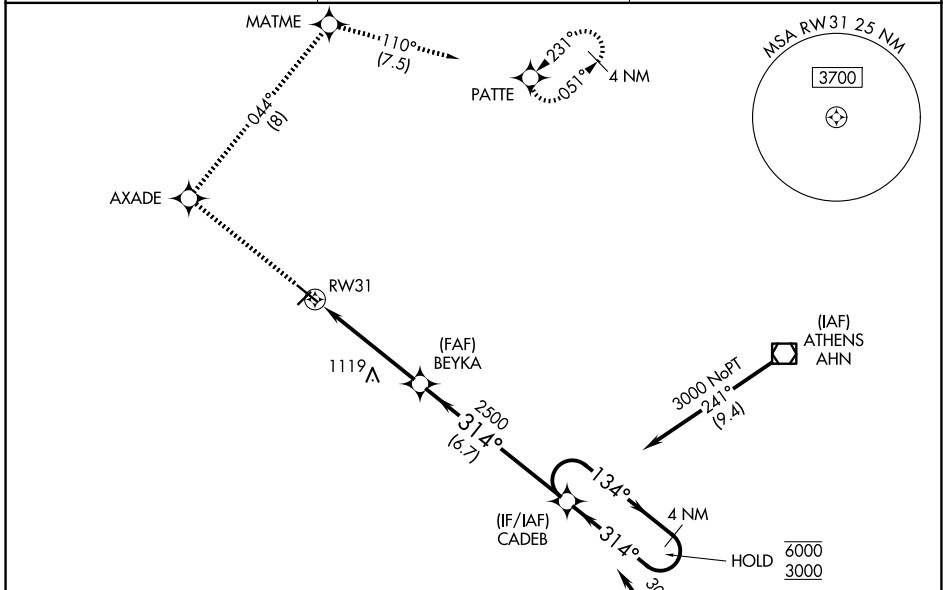 MATME
110°
(7.5)
231°
051°
4 NM
PATTE
MSA RW31 25 NM
3700
044°
(8)
AXADE
RW31
(FAF)
BEYKA
1119
(IAF)
ATHENS
AHN
3000 NoPT
241°
(9.4)
2500
314°
(6.7)
134°
4 NM
(IF/IAF)
CADEB
314°
HOLD
6000
3000